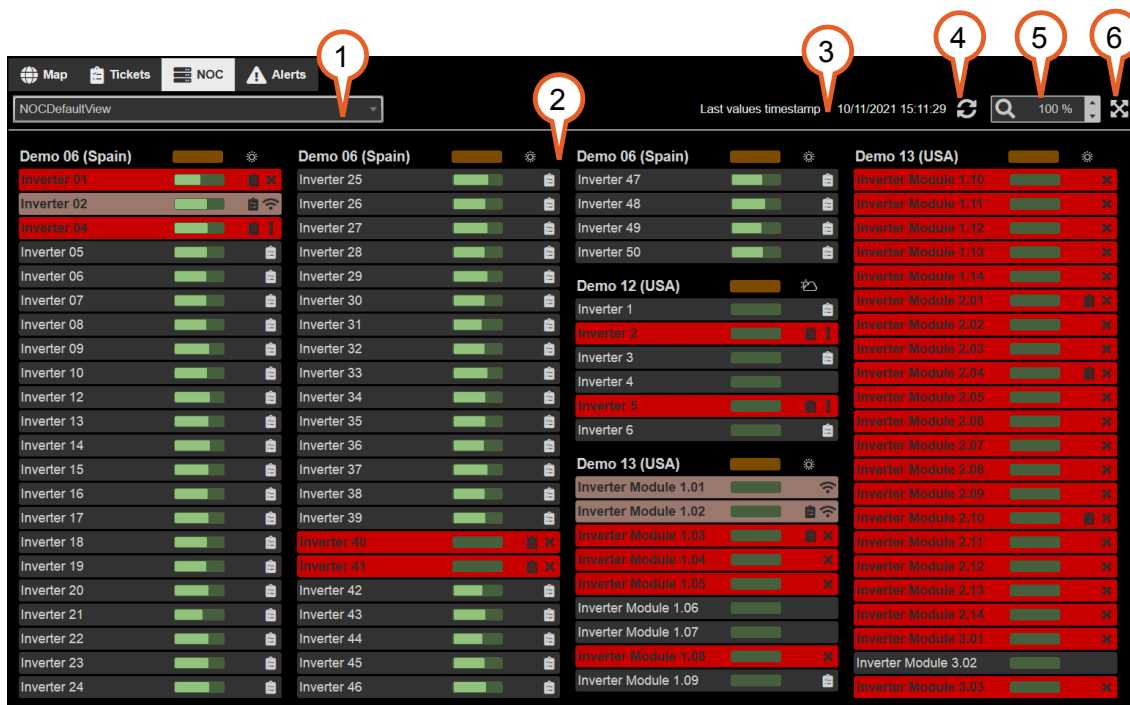 1
2
3
4
5
6
Map Tickets NOC Alerts
NOCDefaultView
Last values timestamp 10/11/2021 15:11:29
100 %
Demo 06 (Spain)
Inverter 01
Inverter 02
Inverter 04
Inverter 05
Inverter 06
Inverter 07
Inverter 08
Inverter 09
Inverter 10
Inverter 12
Inverter 13
Inverter 14
Inverter 15
Inverter 16
Inverter 17
Inverter 18
Inverter 19
Inverter 20
Inverter 21
Inverter 22
Inverter 23
Inverter 24
Demo 06 (Spain)
Inverter 25
Inverter 26
Inverter 27
Inverter 28
Inverter 29
Inverter 30
Inverter 31
Inverter 32
Inverter 33
Inverter 34
Inverter 35
Inverter 36
Inverter 37
Inverter 38
Inverter 39
Inverter 40
Inverter 41
Inverter 42
Inverter 43
Inverter 44
Inverter 45
Inverter 46
Demo 06 (Spain)
Inverter 47
Inverter 48
Inverter 49
Inverter 50
Demo 12 (USA)
Inverter 1
Inverter 2
Inverter 3
Inverter 4
Inverter 5
Inverter 6
Demo 13 (USA)
Inverter Module 1.01
Inverter Module 1.02
Inverter Module 1.03
Inverter Module 1.04
Inverter Module 1.05
Inverter Module 1.06
Inverter Module 1.07
Inverter Module 1.08
Inverter Module 1.09
Demo 13 (USA)
Inverter Module 1.10
Inverter Module 1.11
Inverter Module 1.12
Inverter Module 1.13
Inverter Module 1.14
Inverter Module 2.01
Inverter Module 2.02
Inverter Module 2.03
Inverter Module 2.04
Inverter Module 2.05
Inverter Module 2.06
Inverter Module 2.07
Inverter Module 2.08
Inverter Module 2.09
Inverter Module 2.10
Inverter Module 2.11
Inverter Module 2.12
Inverter Module 2.13
Inverter Module 2.14
Inverter Module 3.01
Inverter Module 3.02
Inverter Module 3.03